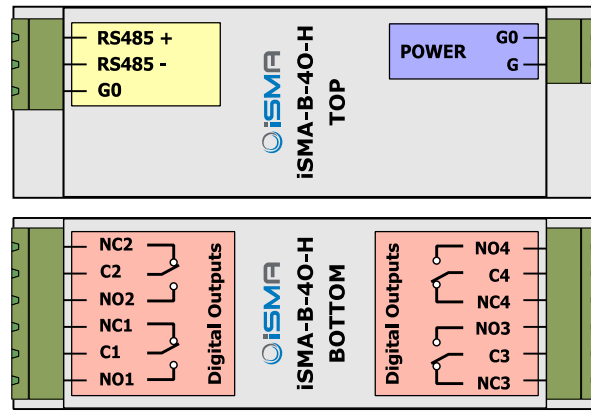 RS485 +
RS485 -
G0
iSMA
iSMA-B-4O-H
TOP
POWER
G0
G
NC2
C2
NO2
NC1
C1
NO1
Digital Outputs
iSMA
iSMA-B-4O-H
BOTTOM
Digital Outputs
NO4
C4
NC4
NO3
C3
NC3